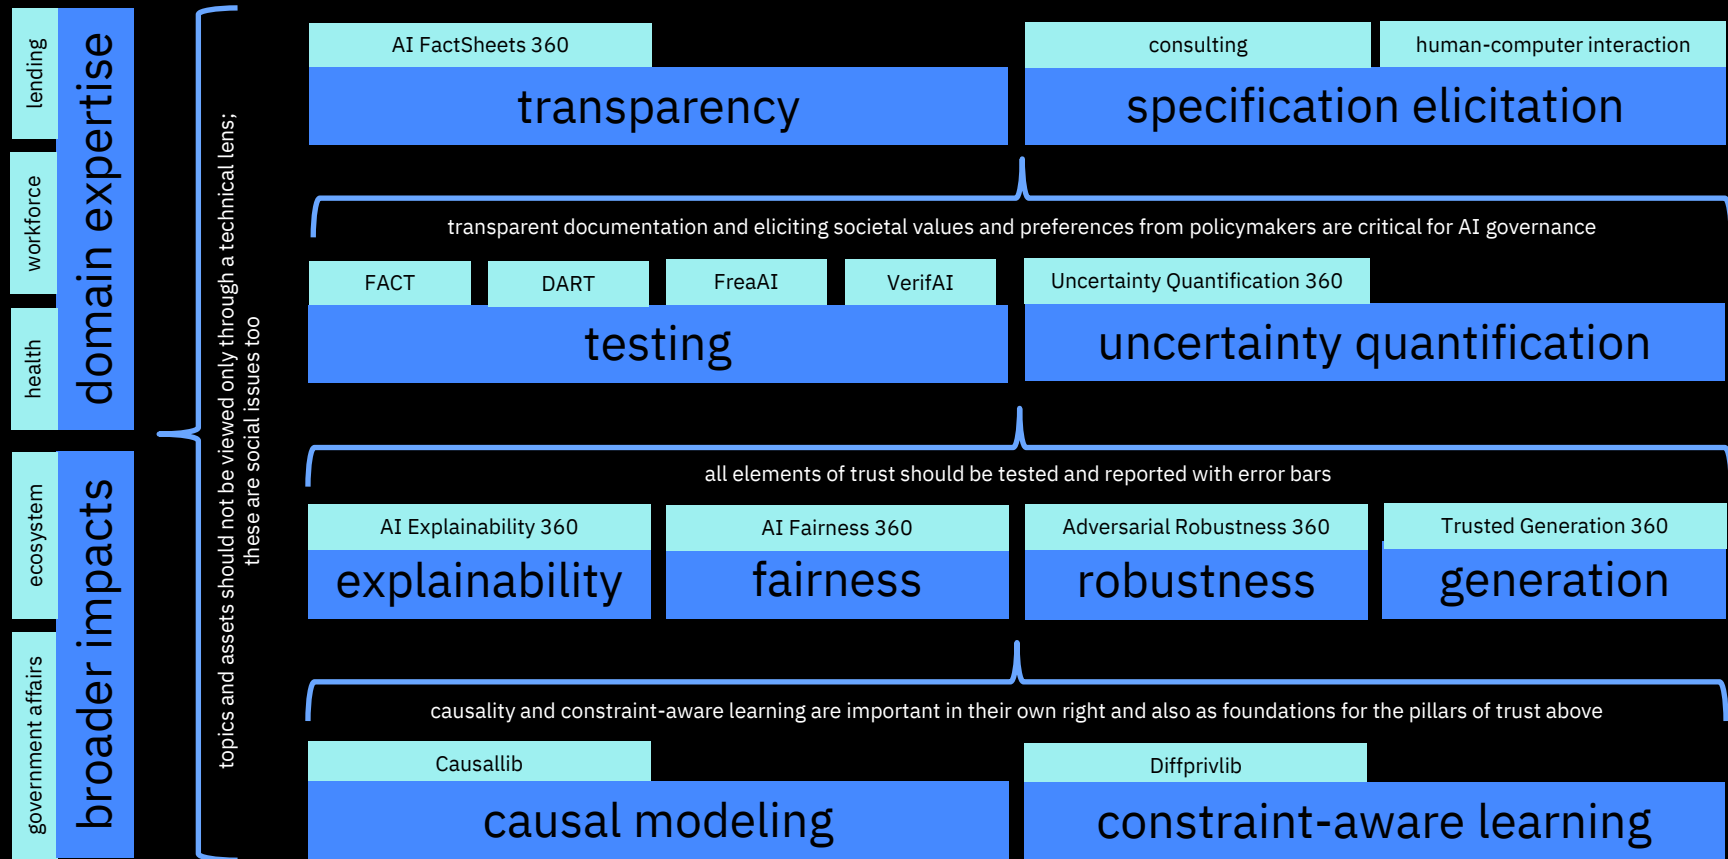 lending
workforce
health
domain expertise
ecosystem
government affairs
broader impacts
topics and assets should not be viewed only through a technical lens;
these are social issues too
AI FactSheets 360
transparency
consulting
human-computer interaction
specification elicitation
transparent documentation and eliciting societal values and preferences from policymakers are critical for AI governance
FACT
DART
FreaAI
VerifAI
testing
Uncertainty Quantification 360
uncertainty quantification
all elements of trust should be tested and reported with error bars
AI Explainability 360
explainability
AI Fairness 360
fairness
Adversarial Robustness 360
robustness
Trusted Generation 360
generation
causality and constraint-aware learning are important in their own right and also as foundations for the pillars of trust above
Causallib
causal modeling
Diffprivlib
constraint-aware learning